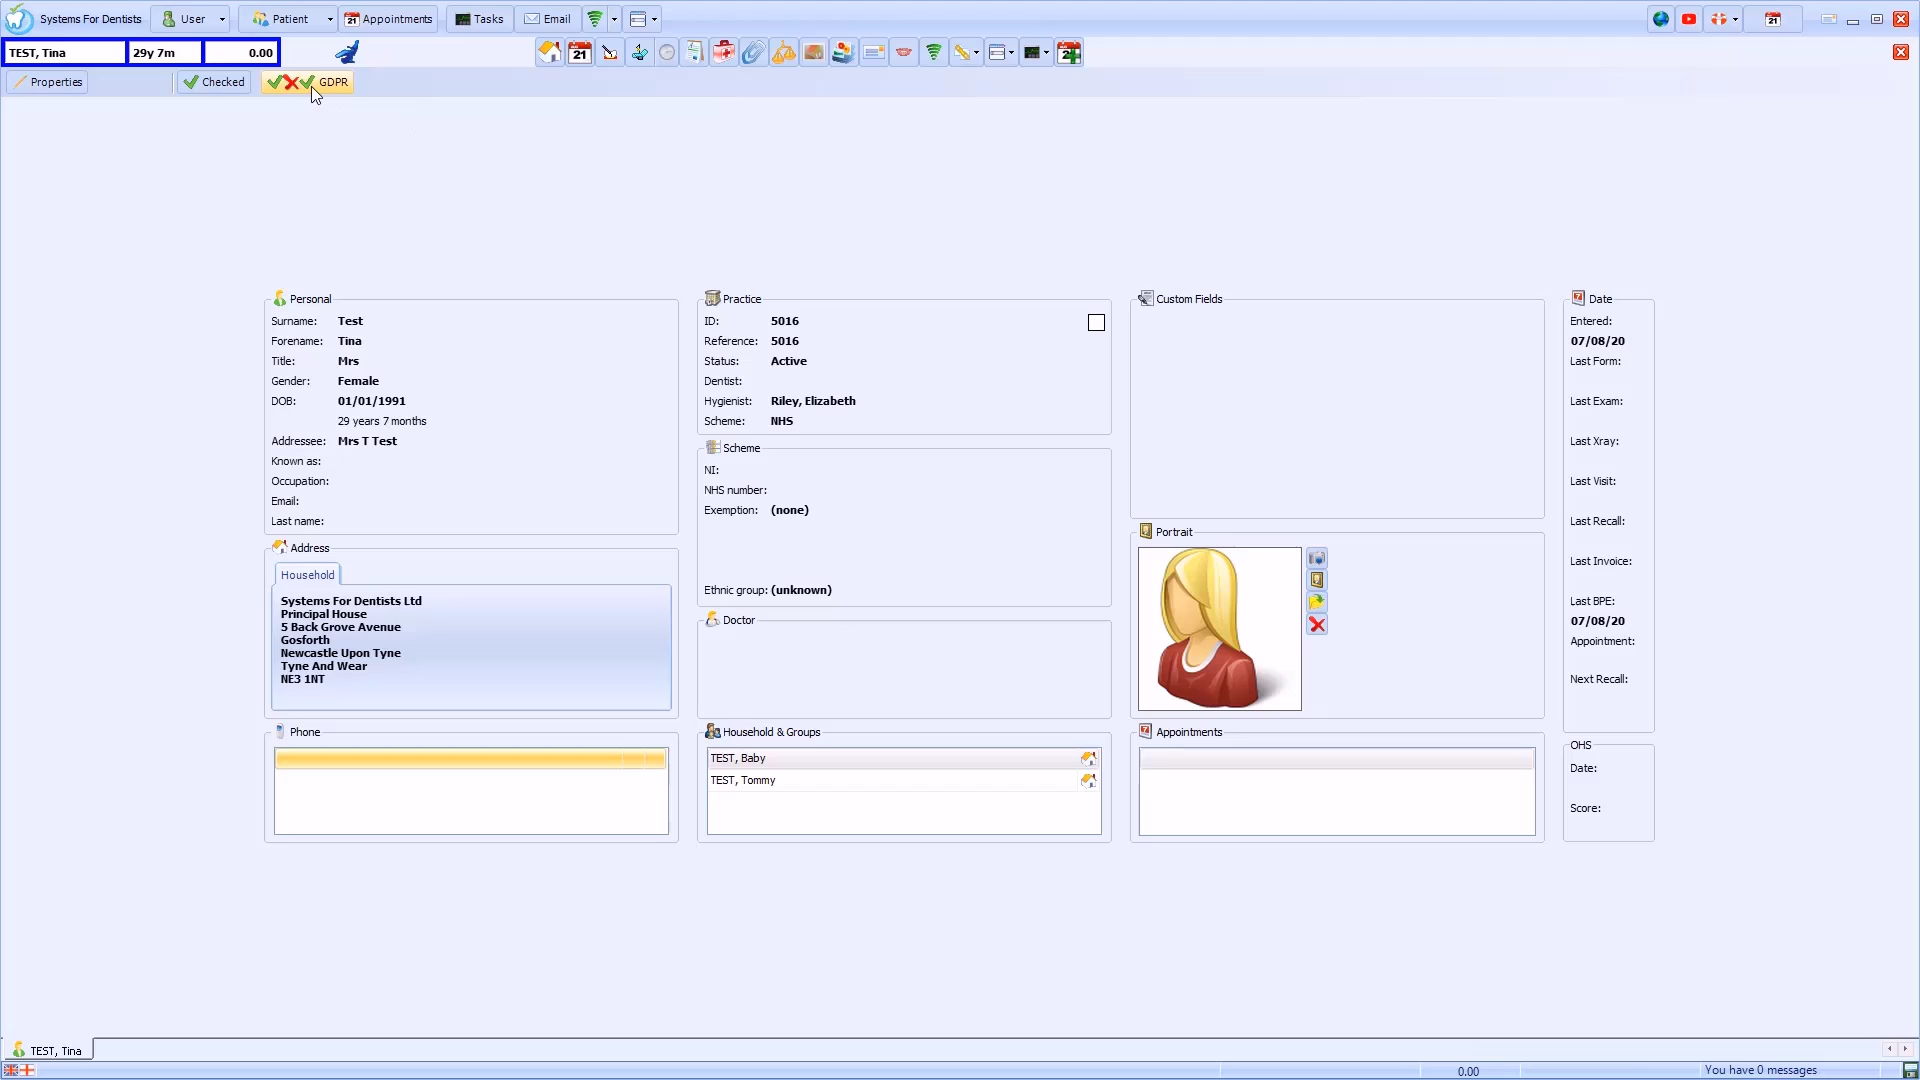 Systems For Dentists User Patient 21 Appointments Tasks Email 21
TEST, Tina 29y 7m 0.00 21 21
Properties Checked GDPR
Personal
Surname: Test
Forename: Tina
Title: Mrs
Gender: Female
DOB: 01/01/1991
29 years 7 months
Addressee: Mrs T Test
Known as:
Occupation:
Email:
Last name:
Address
Household
Systems For Dentists Ltd
Principal House
5 Back Grove Avenue
Gosforth
Newcastle Upon Tyne
Tyne And Wear
NE3 1NT
Phone
Practice
ID: 5016
Reference: 5016
Status: Active
Dentist:
Hygienist: Riley, Elizabeth
Scheme: NHS
Scheme
NI:
NHS number:
Exemption: (none)
Ethnic group: (unknown)
Doctor
Household & Groups
TEST, Baby
TEST, Tommy
Custom Fields
Portrait
7 Appointments
7 Date
Entered:
07/08/20
Last Form:
Last Exam:
Last Xray:
Last Visit:
Last Recall:
Last Invoice:
Last BPE:
07/08/20
Appointment:
Next Recall:
OHS
Date:
Score:
TEST, Tina
0.00 You have 0 messages